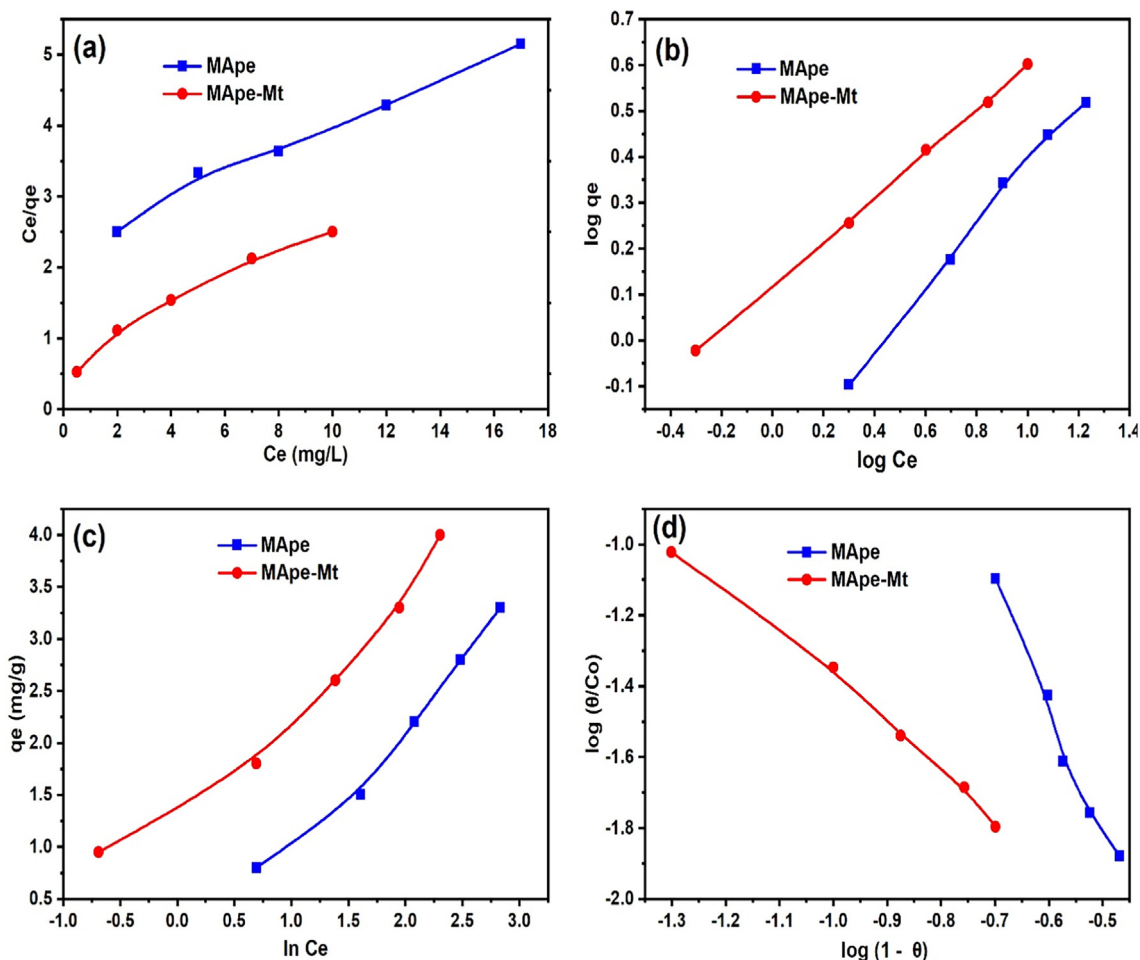 (a)
MApe
MApe-Mt
Ce/qe
5
4
3
2
1
0
0 2 4 6 8 10 12 14 16 18
Ce (mg/L)
(b)
MApe
MApe-Mt
log qe
0.7
0.6
0.5
0.4
0.3
0.2
0.1
0.0
-0.1
-0.4 -0.2 0.0 0.2 0.4 0.6 0.8 1.0 1.2 1.4
log Ce
(c)
MApe
MApe-Mt
qe (mg/g)
4.0
3.5
3.0
2.5
2.0
1.5
1.0
0.5
-1.0 -0.5 0.0 0.5 1.0 1.5 2.0 2.5 3.0
ln Ce
(d)
MApe
MApe-Mt
log (θ/Co)
-1.0
-1.2
-1.4
-1.6
-1.8
-2.0
-1.3 -1.2 -1.1 -1.0 -0.9 -0.8 -0.7 -0.6 -0.5
log (1 - θ)